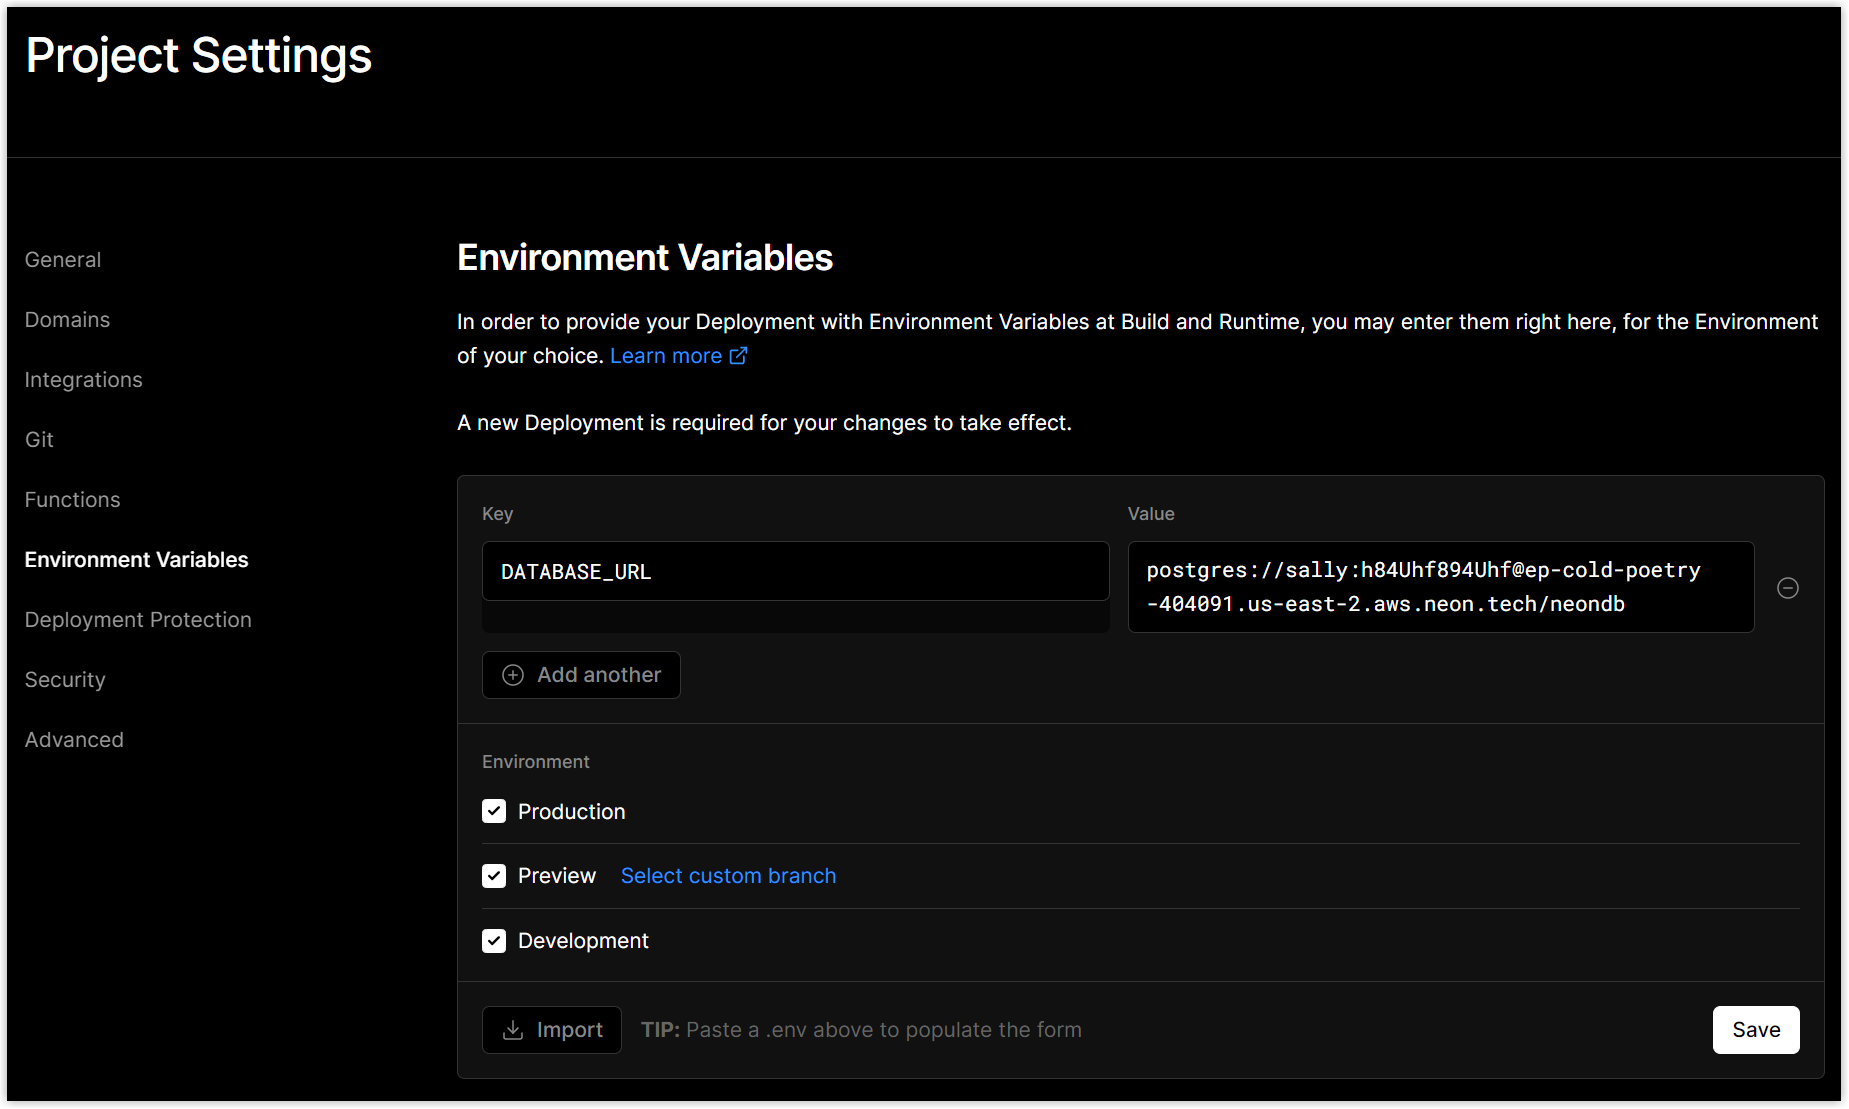 Project Settings
General
Domains
Integrations
Git
Functions
Environment Variables
Deployment Protection
Security
Advanced
Environment Variables
In order to provide your Deployment with Environment Variables at Build and Runtime, you may enter them right here, for the Environment
of your choice. Learn more
A new Deployment is required for your changes to take effect.
Key
Value
DATABASE_URL
postgres://sally:h84Uhf894Uhf@ep-cold-poetry
-404091.us-east-2.aws.neon.tech/neondb
Add another
Environment
Production
Preview Select custom branch
Development
Import TIP: Paste a .env above to populate the form Save